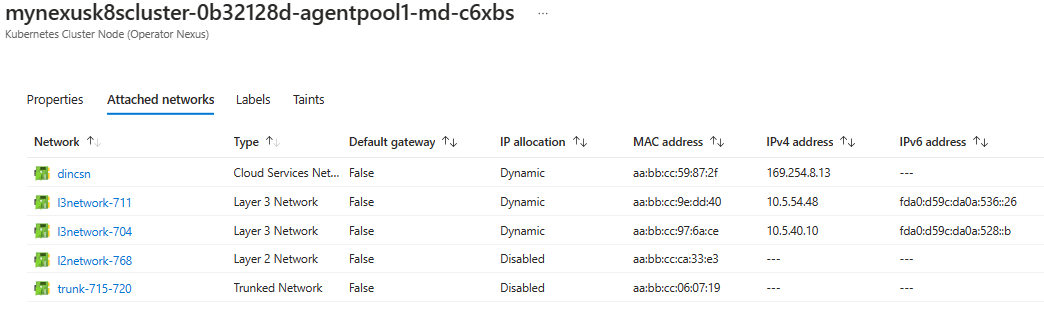 mynexusk8scluster-0b32128d-agentpool1-md-c6xbs ...
Kubernetes Cluster Node (Operator Nexus)
Properties Attached networks Labels Taints
Network ↑↓ Type ↑↓ Default gateway ↑↓ IP allocation ↑↓ MAC address ↑↓ IPv4 address ↑↓ IPv6 address ↑↓
dincsn Cloud Services Net... False Dynamic aa:bb:cc:59:87:2f 169.254.8.13 ---
l3network-711 Layer 3 Network False Dynamic aa:bb:cc:9e:dd:40 10.5.54.48 fda0:d59c:da0a:536::26
l3network-704 Layer 3 Network False Dynamic aa:bb:cc:97:6a:ce 10.5.40.10 fda0:d59c:da0a:528::b
l2network-768 Layer 2 Network False Disabled aa:bb:cc:ca:33:e3 --- ---
trunk-715-720 Trunked Network False Disabled aa:bb:cc:06:07:19 --- ---